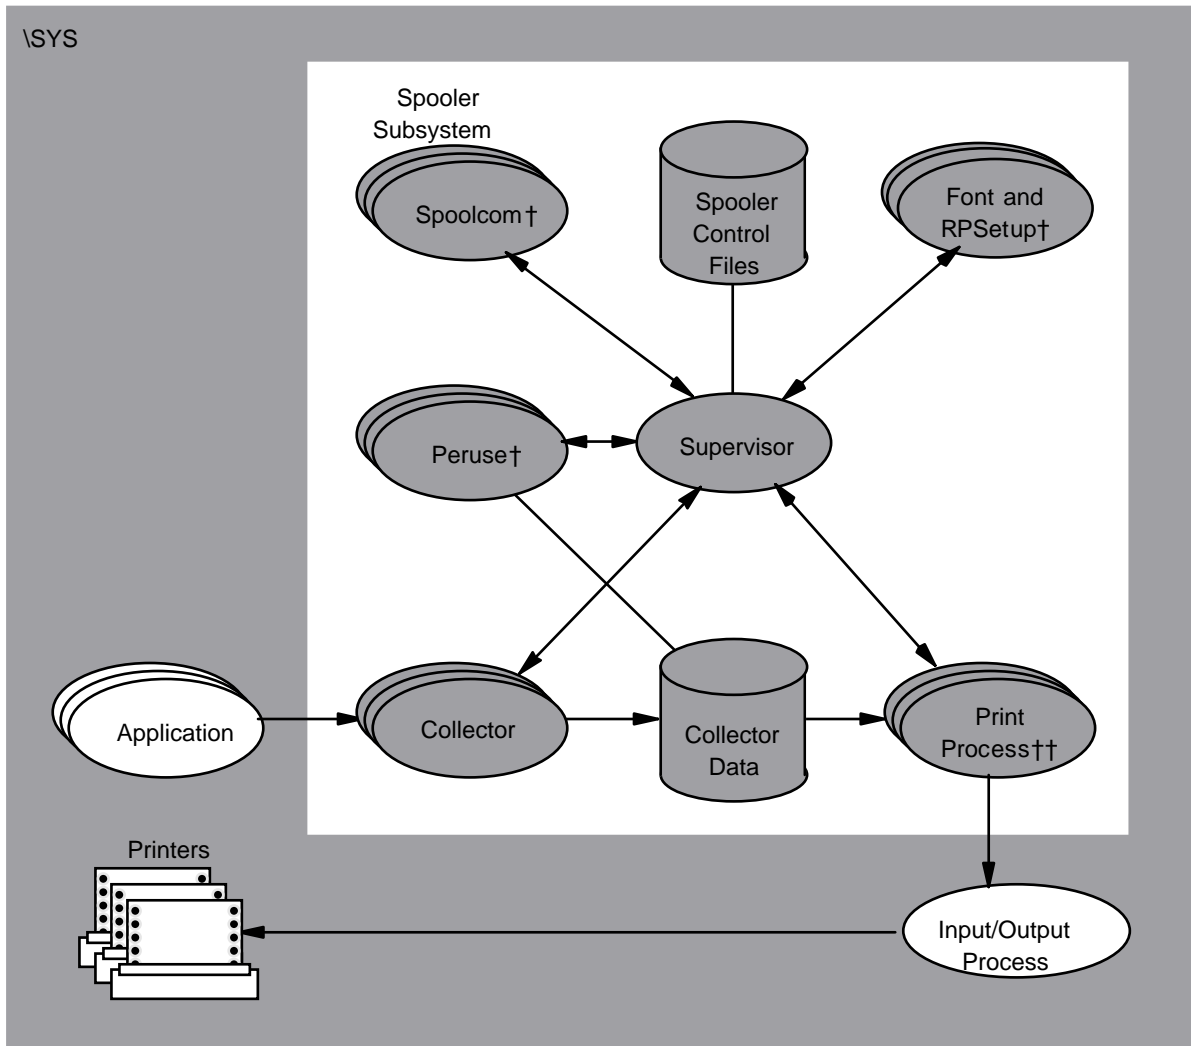 \SYS
Spooler
Subsystem
Spoolcom†
Spooler
Control
Files
Font and
RPSetup†
Peruse†
Supervisor
Application
Collector
Collector
Data
Print
Process††
Printers
Input/Output
Process